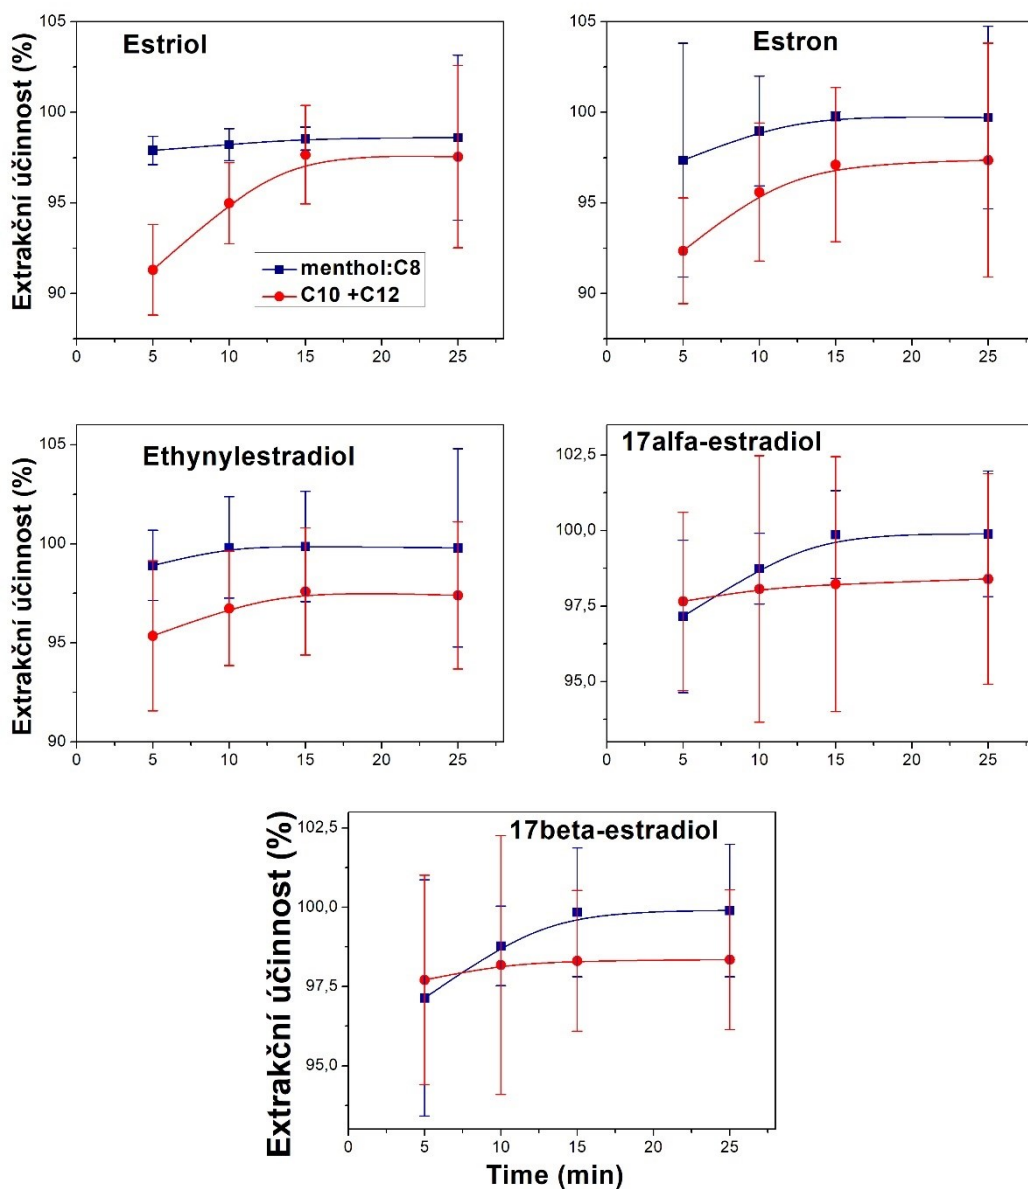 Estriol
Extrakční účinnost (%)
105
100
95
90
0 5 10 15 20 25
menthol:C8
C10 +C12
Estron
105
100
95
90
0 5 10 15 20 25
Ethynylestradiol
Extrakční účinnost (%)
105
100
95
90
0 5 10 15 20 25
17alfa-estradiol
102,5
100,0
97,5
95,0
0 5 10 15 20 25
17beta-estradiol
Extrakční účinnost (%)
102,5
100,0
97,5
95,0
0 5 10 15 20 25
Time (min)